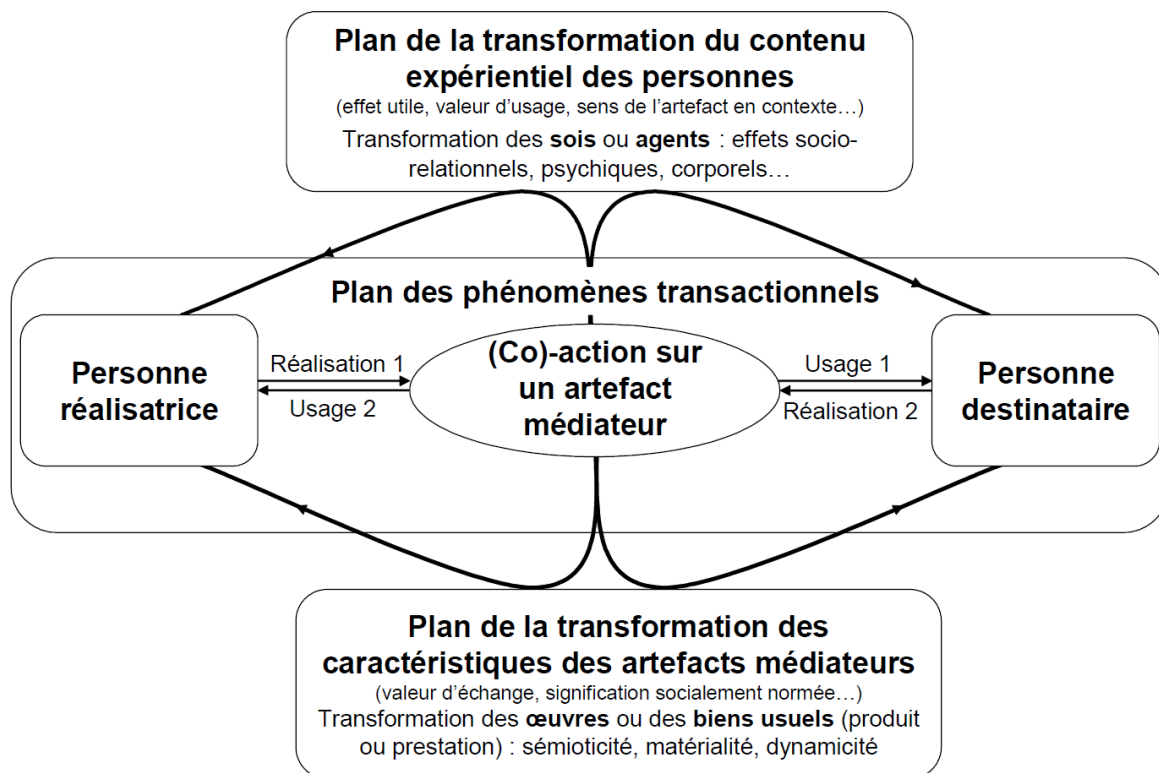 Plan de la transformation du contenu
expérientiel des personnes
(effet utile, valeur d’usage, sens de l’artefact en contexte…)
Transformation des sois ou agents : effets socio-
relationnels, psychiques, corporels…
Plan des phénomènes transactionnels
Personne
réalisatrice
Réalisation 1
Usage 2
(Co)-action sur
un artefact
médiateur
Usage 1
Réalisation 2
Personne
destinataire
Plan de la transformation des
caractéristiques des artefacts médiateurs
(valeur d’échange, signification socialement normée…)
Transformation des œuvres ou des biens usuels (produit
ou prestation) : sémioticité, matérialité, dynamicité